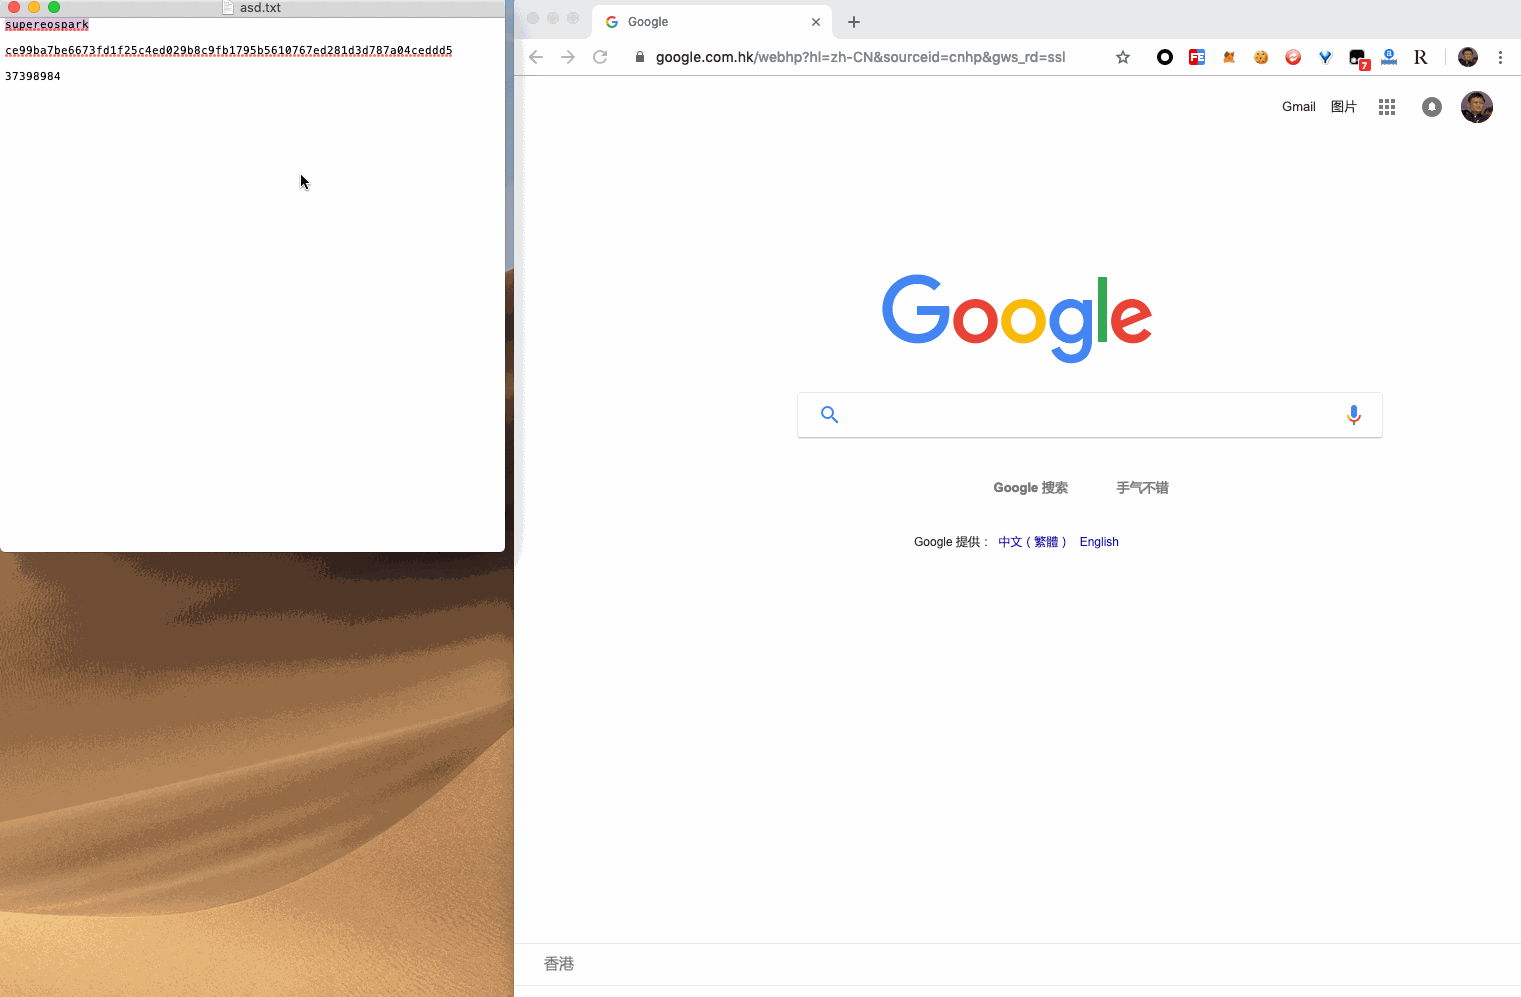 asd.txt
supereospark
ce99ba7be6673fd1f25c4ed029b8c9fb1795b5610767ed281d3d787a04ceddd5
37398984
Google
google.com.hk/webhp?hl=zh-CN&sourceid=cnhp&gws_rd=ssl
FE
7
a
R
Gmail 图片
Google
Google 搜索 手气不错
Google 提供： 中文（繁體） English
香港